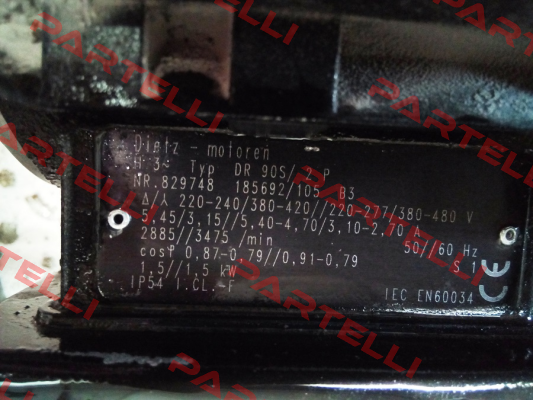 Dietz - motoren
3~ Typ DR 90S/ P
NR.829748 185692/105 B3
Δ/⅄ 220-240/380-420//220-277/380-480 V
5,45/3,15//5,40-4,70/3,10-2,70 A
2885//3475 /min 50//60 Hz
cosφ 0,87-0,79//0,91-0,79 S 1
1,5//1,5 kW
IP54 I.CL.-F IEC EN60034
CE
PARTELLI
PARTELLI
PARTELLI
PARTELLI
PARTELLI